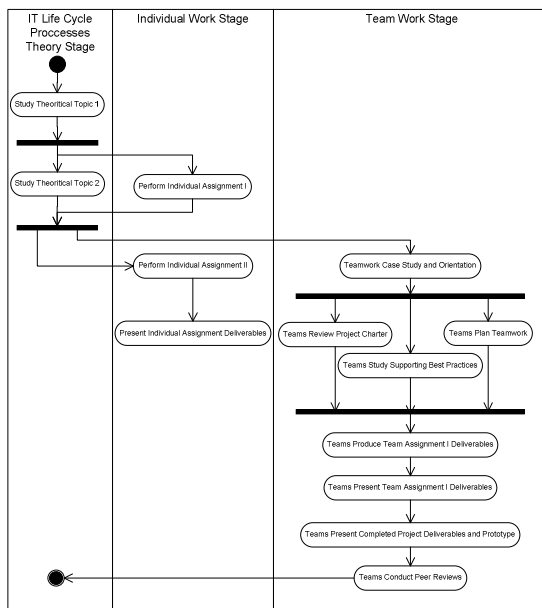 IT Life Cycle
Proccesses
Theory Stage
Individual Work Stage
Team Work Stage
Study Theoritical Topic 1
Study Theoritical Topic 2
Perform Individual Assignment I
Perform Individual Assignment II
Teamwork Case Study and Orientation
Present Individual Assignment Deliverables
Teams Review Project Charter
Teams Plan Teamwork
Teams Study Supporting Best Practices
Teams Produce Team Assignment I Deliverables
Teams Present Team Assignment I Deliverables
Teams Present Completed Project Deliverables and Prototype
Teams Conduct Peer Reviews